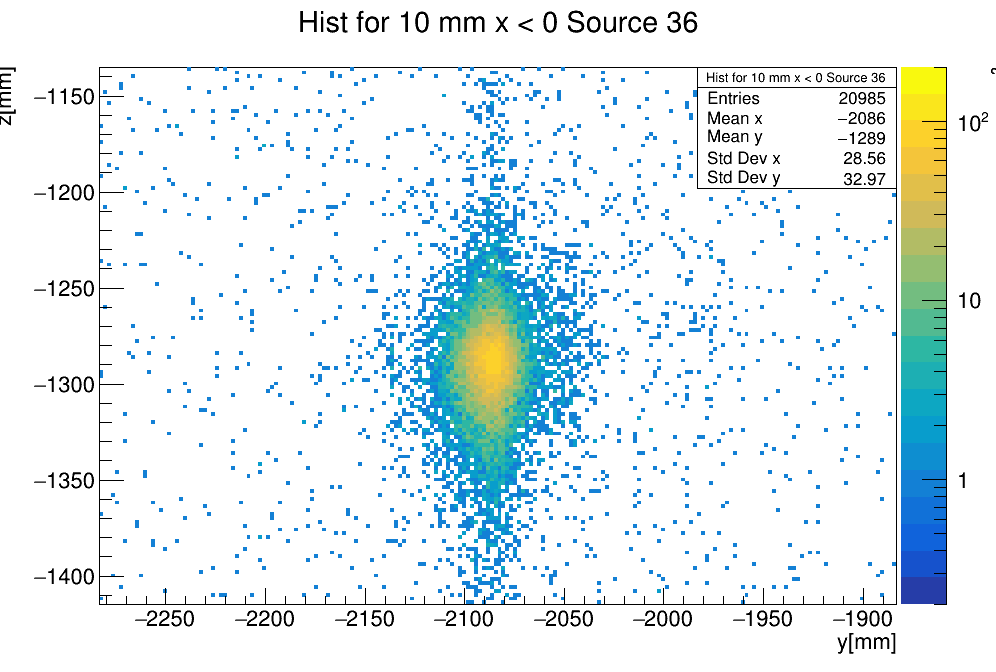 Hist for 10 mm x < 0 Source 36
z[mm]
Hist for 10 mm x < 0 Source 36
Entries 20985
Mean x −2086
Mean y −1289
Std Dev x 28.56
Std Dev y 32.97
−1150
−1200
−1250
−1300
−1350
−1400
−2250 −2200 −2150 −2100 −2050 −2000 −1950 −1900
y[mm]
10²
10
1